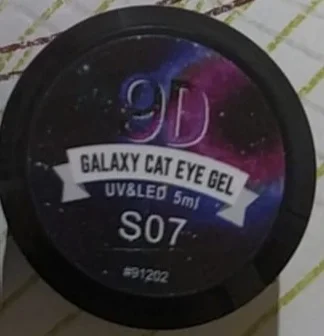 9D
GALAXY CAT EYE GEL
UV&LED 5ml
S07
#91202